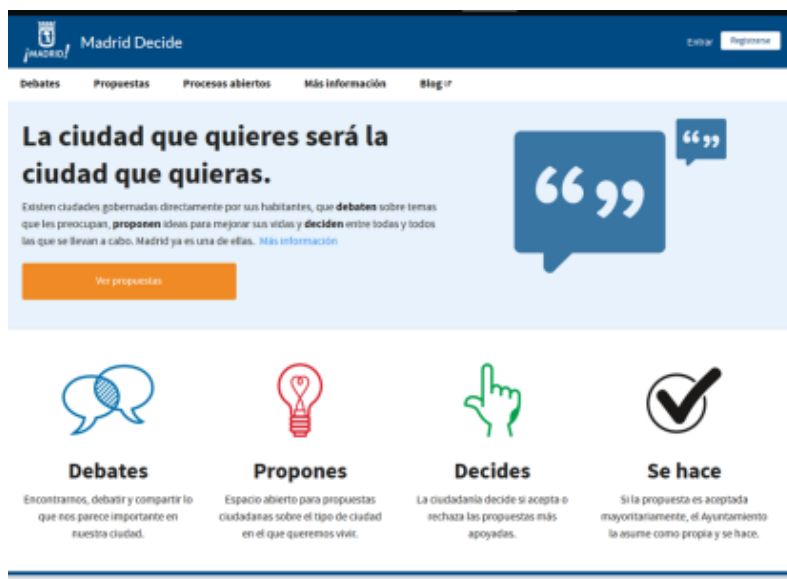 ¡MADRID!
Madrid Decide
Entrar
Registrarse
Debates
Propuestas
Procesos abiertos
Más información
Blog
La ciudad que quieres será la
ciudad que quieras.
Existen ciudades gobernadas directamente por sus habitantes, que debaten sobre temas
que les preocupan, proponen ideas para mejorar sus vidas y deciden entre todas y todos
las que se llevan a cabo. Madrid ya es una de ellas. Más información
Ver propuestas
“ ”
“ ”
Debates
Encontrarnos, debatir y compartir lo
que nos parece importante en
nuestra ciudad.
Propones
Espacio abierto para propuestas
ciudadanas sobre el tipo de ciudad
en el que queremos vivir.
Decides
La ciudadanía decide si acepta o
rechaza las propuestas más
apoyadas.
Se hace
Si la propuesta es aceptada
mayoritariamente, el Ayuntamiento
la asume como propia y se hace.